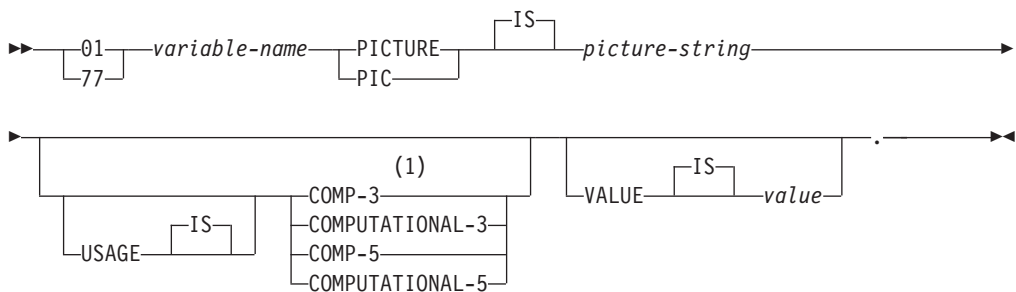 IS
01 variable-name PICTURE picture-string
77 PIC
(1) IS
COMP-3 VALUE value .
IS COMPUTATIONAL-3
USAGE COMP-5
COMPUTATIONAL-5